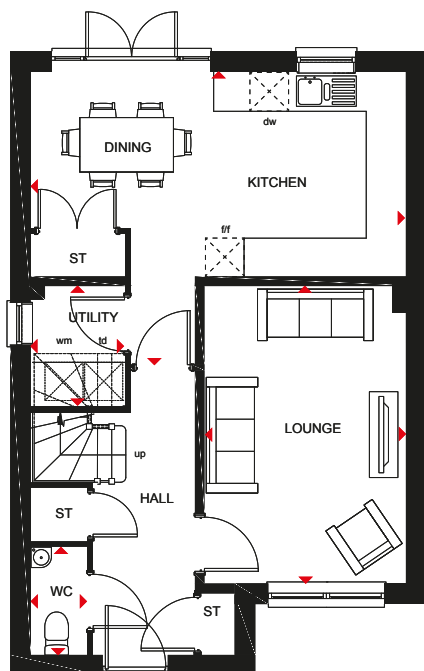 dw
DINING
KITCHEN
f/f
ST
UTILITY
wm
td
LOUNGE
up
HALL
ST
WC
ST